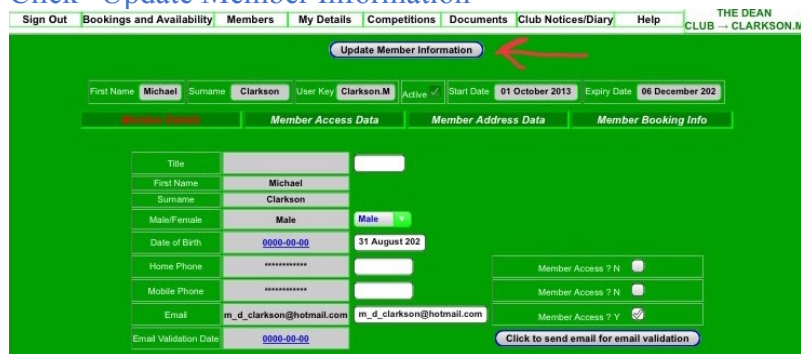 Click "Update Member Information"
Sign Out Bookings and Availability Members My Details Competitions Documents Club Notices/Diary Help THE DEAN
CLUB → CLARKSON.M
Update Member Information
First Name Michael Surname Clarkson User Key Clarkson.M Active Start Date 01 October 2013 Expiry Date 06 December 202
Member Details Member Access Data Member Address Data Member Booking Info
Title
First Name Michael
Surname Clarkson
Male/Female Male Male
Date of Birth 0000-00-00 31 August 202
Home Phone ************ Member Access ? N
Mobile Phone ************ Member Access ? N
Email m_d_clarkson@hotmail.com m_d_clarkson@hotmail.com Member Access ? Y
Email Validation Date 0000-00-00 Click to send email for email validation